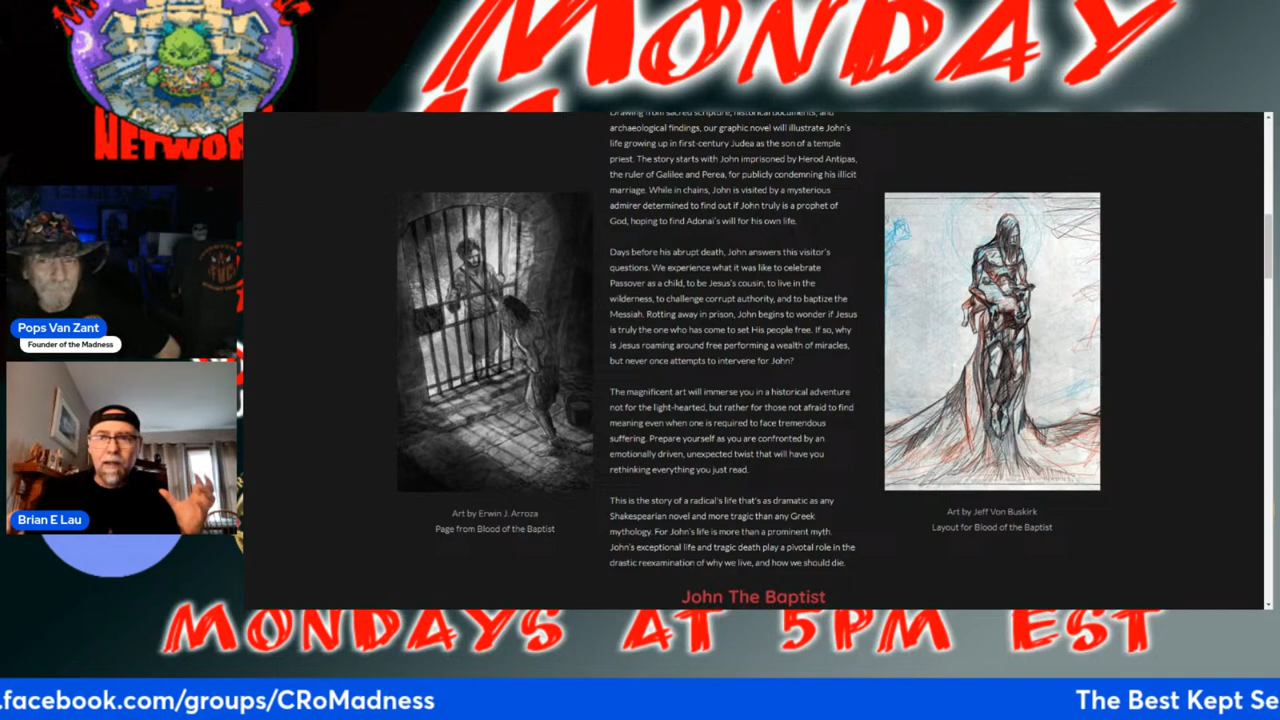 MONDAY
NETWO
Drawing from sacred scripture, historical documents, and
archaeological findings, our graphic novel will illustrate John's
life growing up in first-century Judea as the son of a temple
priest. The story starts with John imprisoned by Herod Antipas,
the ruler of Galilee and Perea, for publicly condemning his illicit
marriage. While in chains, John is visited by a mysterious
admirer determined to find out if John truly is a prophet of
God, hoping to find Adonai's will for his own life.
Days before his abrupt death, John answers this visitor's
questions. We experience what it was like to celebrate
Passover as a child, to be Jesus's cousin, to live in the
wilderness, to challenge corrupt authority, and to baptize the
Messiah. Rotting away in prison, John begins to wonder if Jesus
is truly the one who has come to set His people free. If so, why
is Jesus roaming around free performing a wealth of miracles,
but never once attempts to intervene for John?
The magnificent art will immerse you in a historical adventure
not for the light-hearted, but rather for those not afraid to find
meaning even when one is required to face tremendous
suffering. Prepare yourself as you are confronted by an
emotionally driven, unexpected twist that will have you
rethinking everything you just read.
This is the story of a radical's life that's as dramatic as any
Shakespearian novel and more tragic than any Greek
mythology. For John's life is more than a prominent myth.
John's exceptional life and tragic death play a pivotal role in the
drastic reexamination of why we live, and how we should die.
John The Baptist
Art by Erwin J. Arroza
Page from Blood of the Baptist
Art by Jeff Von Buskirk
Layout for Blood of the Baptist
Pops Van Zant
Founder of the Madness
Brian E Lau
MONDAYS AT 5PM EST
.facebook.com/groups/CRoMadness
The Best Kept Se